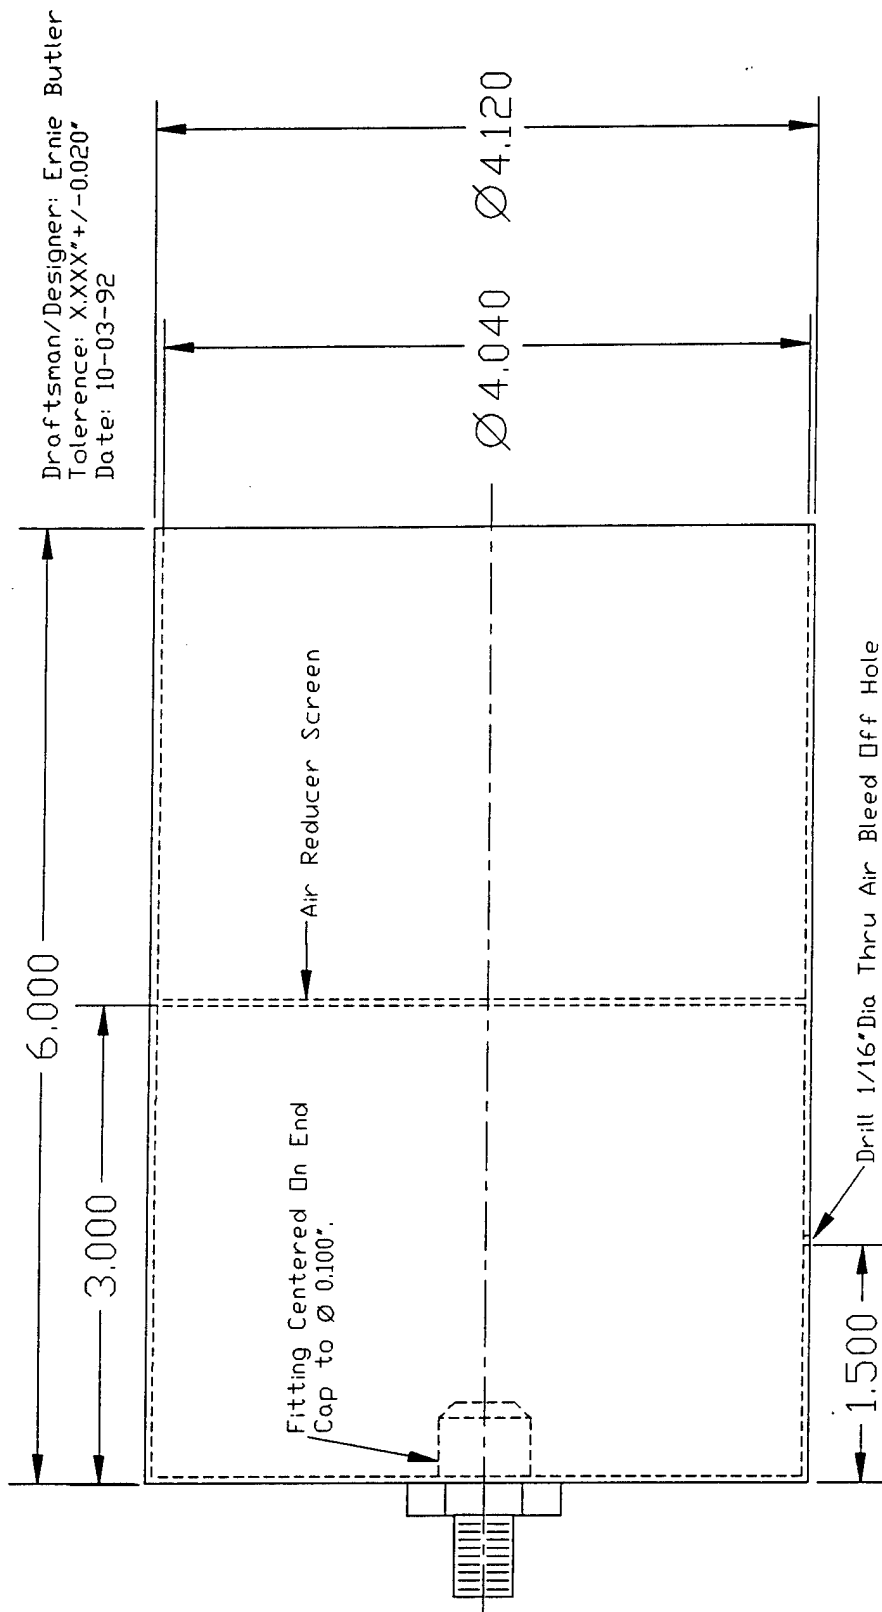 Draftsman/Designer: Ernie Butler
Tolerence: X.XXX"+/-0.020"
Date: 10-03-92
6.000
3.000
Air Reducer Screen
Fitting Centered On End
Cap to Ø 0.100".
Ø4.040
Ø4.120
1.500
Drill 1/16"Dia Thru Air Bleed Off Hole